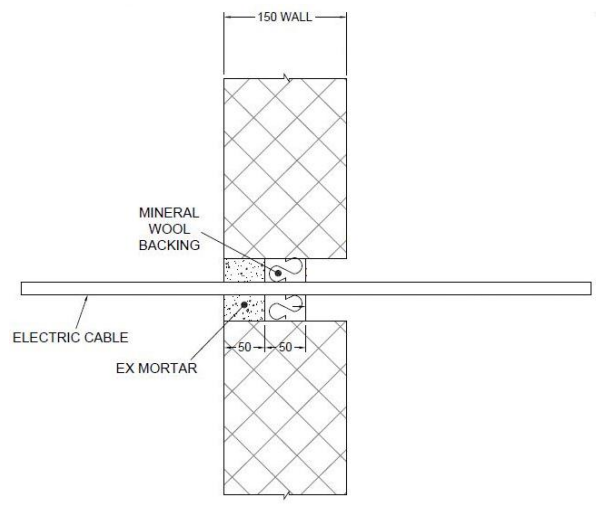 150 WALL
MINERAL
WOOL
BACKING
ELECTRIC CABLE
EX MORTAR
50 50